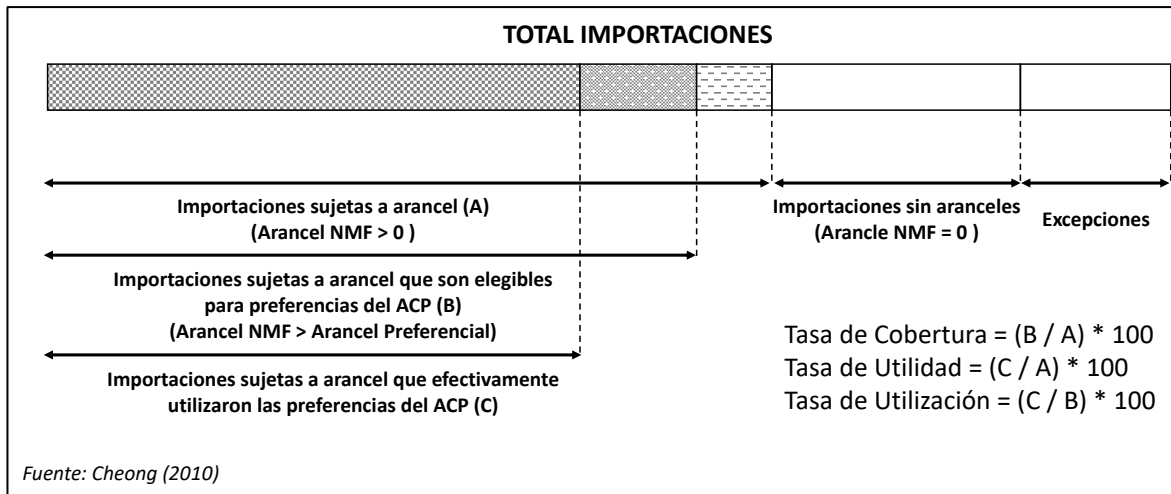 TOTAL IMPORTACIONES
Importaciones sujetas a arancel (A)
(Arancel NMF > 0 )
Importaciones sin aranceles
(Arancle NMF = 0 )
Excepciones
Importaciones sujetas a arancel que son elegibles
para preferencias del ACP (B)
(Arancel NMF > Arancel Preferencial)
Importaciones sujetas a arancel que efectivamente
utilizaron las preferencias del ACP (C)
Tasa de Cobertura = (B / A) * 100
Tasa de Utilidad = (C / A) * 100
Tasa de Utilización = (C / B) * 100
Fuente: Cheong (2010)